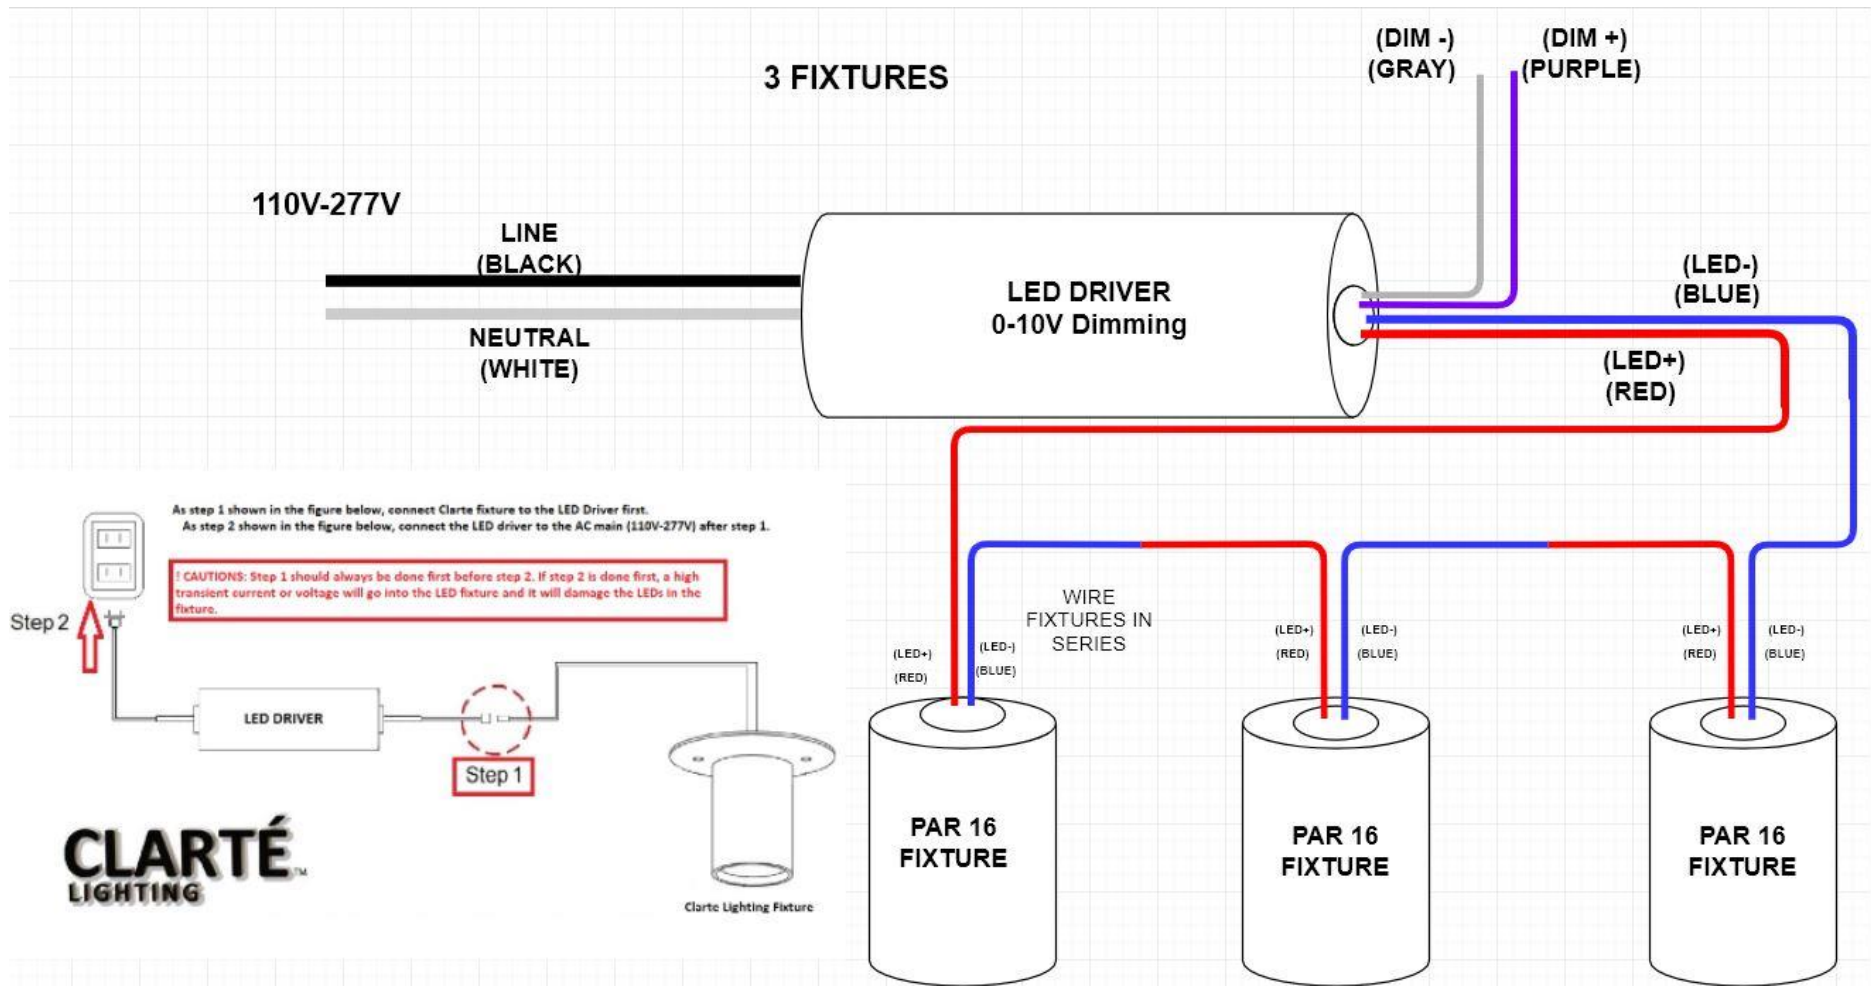 3 FIXTURES
(DIM -)
(GRAY)
(DIM +)
(PURPLE)
110V-277V
LINE
(BLACK)
NEUTRAL
(WHITE)
LED DRIVER
0-10V Dimming
(LED-)
(BLUE)
(LED+)
(RED)
As step 1 shown in the figure below, connect Clarte fixture to the LED Driver first.
As step 2 shown in the figure below, connect the LED driver to the AC main (110V-277V) after step 1.
! CAUTIONS: Step 1 should always be done first before step 2. If step 2 is done first, a high
transient current or voltage will go into the LED fixture and it will damage the LEDs in the
fixture.
Step 2
LED DRIVER
Step 1
CLARTÉ™
LIGHTING
Clarte Lighting Fixture
WIRE
FIXTURES IN
SERIES
(LED+)
(RED)
(LED-)
(BLUE)
(LED+)
(RED)
(LED-)
(BLUE)
(LED+)
(RED)
(LED-)
(BLUE)
PAR 16
FIXTURE
PAR 16
FIXTURE
PAR 16
FIXTURE